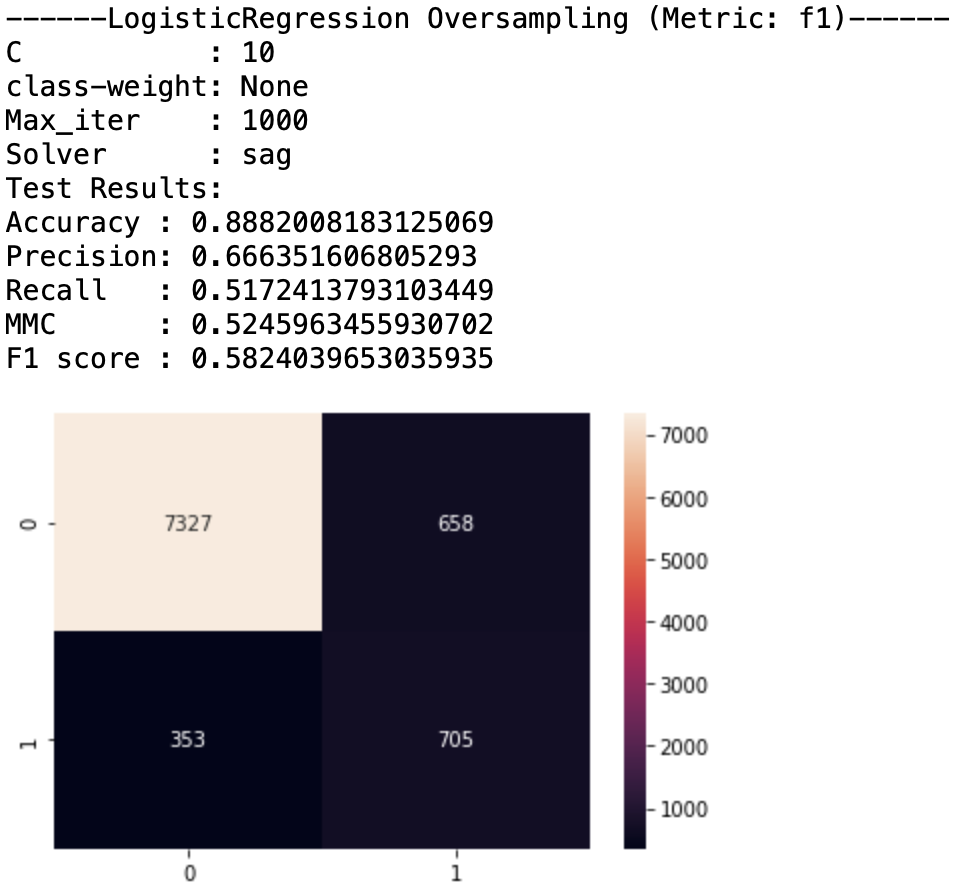 ------LogisticRegression Oversampling (Metric: f1)------
C           : 10
class-weight: None
Max_iter    : 1000
Solver      : sag
Test Results:
Accuracy : 0.8882008183125069
Precision: 0.666351606805293
Recall   : 0.5172413793103449
MMC      : 0.5245963455930702
F1 score : 0.5824039653035935
7000
0
7327
658
6000
5000
4000
3000
1
353
705
2000
1000
0
1